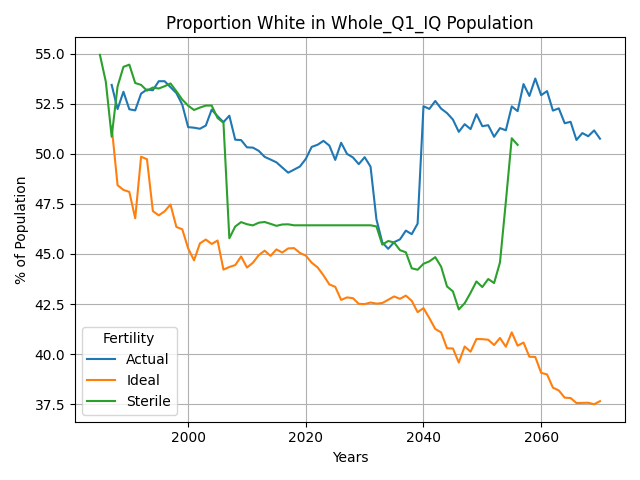 Proportion White in Whole_Q1_IQ Population
% of Population
55.0
52.5
50.0
47.5
45.0
42.5
40.0
37.5
Fertility
Actual
Ideal
Sterile
2000
2020
2040
2060
Years